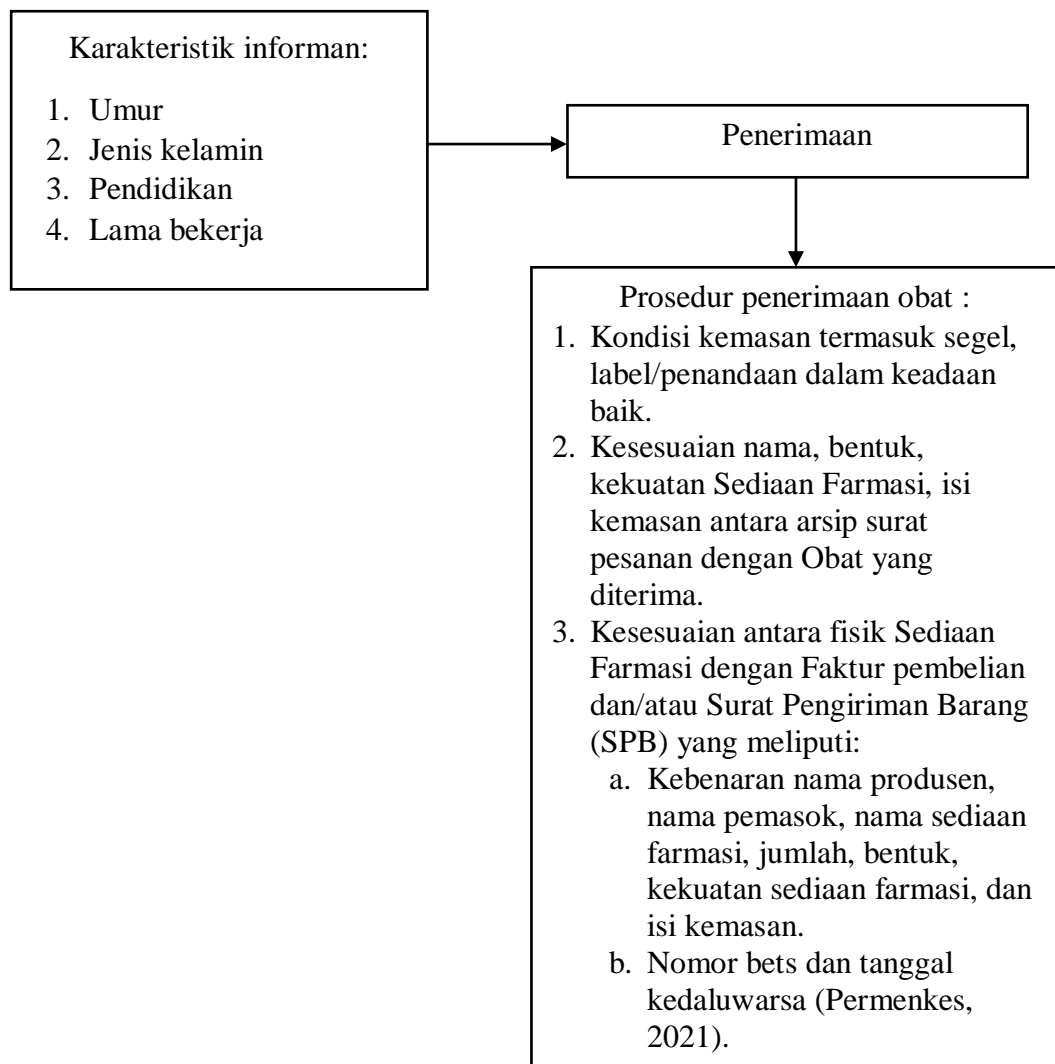 Karakteristik informan:
1. Umur
2. Jenis kelamin
3. Pendidikan
4. Lama bekerja
Penerimaan
Prosedur penerimaan obat :
1. Kondisi kemasan termasuk segel,
label/penandaan dalam keadaan
baik.
2. Kesesuaian nama, bentuk,
kekuatan Sediaan Farmasi, isi
kemasan antara arsip surat
pesanan dengan Obat yang
diterima.
3. Kesesuaian antara fisik Sediaan
Farmasi dengan Faktur pembelian
dan/atau Surat Pengiriman Barang
(SPB) yang meliputi:
a. Kebenaran nama produsen,
nama pemasok, nama sediaan
farmasi, jumlah, bentuk,
kekuatan sediaan farmasi, dan
isi kemasan.
b. Nomor bets dan tanggal
kedaluwarsa (Permenkes,
2021).